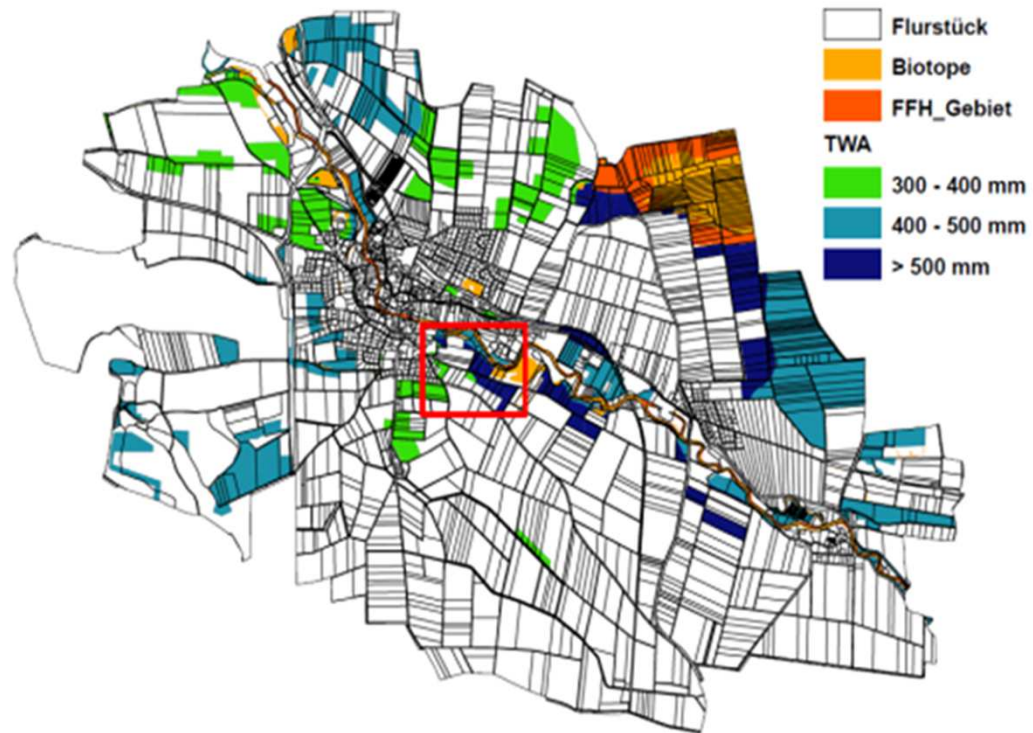 Flurstück
Biotope
FFH_Gebiet
TWA
300 - 400 mm
400 - 500 mm
> 500 mm